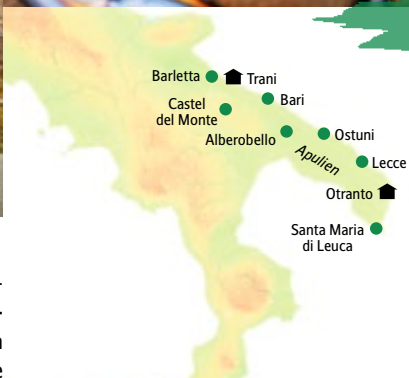 Barletta
Trani
Castel
del Monte
Bari
Alberobello
Ostuni
Apulien
Lecce
Otranto
Santa Maria
di Leuca